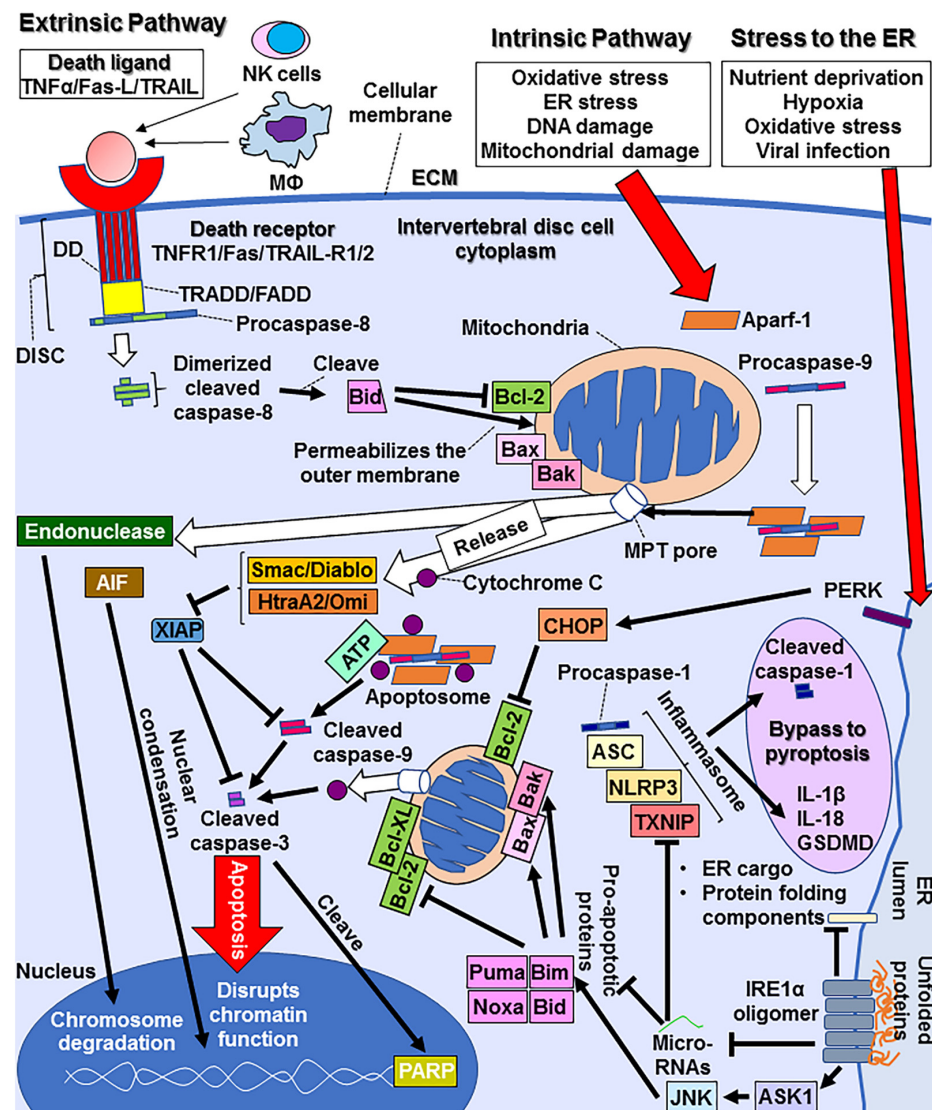 Extrinsic Pathway
Death ligand
TNFα/Fas-L/TRAIL
NK cells
MΦ
Cellular
membrane
ECM
Intrinsic Pathway
Oxidative stress
ER stress
DNA damage
Mitochondrial damage
Stress to the ER
Nutrient deprivation
Hypoxia
Oxidative stress
Viral infection
Death receptor
TNFR1/Fas/TRAIL-R1/2
Intervertebral disc cell
cytoplasm
DD
TRADD/FADD
Procaspase-8
DISC
Mitochondria
Aparf-1
Procaspase-9
Dimerized
cleaved
caspase-8
Cleave
Bid
Bcl-2
Bax
Bak
Permeabilizes the
outer membrane
Endonuclease
Release
MPT pore
AIF
Smac/Diablo
HtraA2/Omi
Cytochrome C
PERK
XIAP
CHOP
ATP
Apoptosome
Procaspase-1
Cleaved
caspase-1
Inflammasome
Bypass to
pyroptosis
IL-1β
IL-18
GSDMD
ASC
NLRP3
TXNIP
Nuclear
condensation
Cleaved
caspase-9
Cleaved
caspase-3
Bcl-2
Bak
Bax
Bcl-XL
Bcl-2
Apoptosis
Cleave
• ER cargo
• Protein folding
components
ER
lumen
Unfolded
proteins
Pro-apoptotic
proteins
Puma
Bim
Noxa
Bid
IRE1α
oligomer
Micro-
RNAs
JNK
ASK1
Nucleus
Chromosome
degradation
Disrupts
chromatin
function
PARP